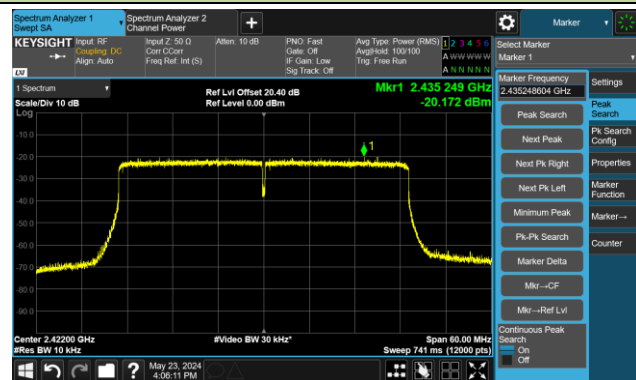 Spectrum Analyzer 1
Swept SA
Spectrum Analyzer 2
Channel Power
Marker
KEYSIGHT
Input: RF
Coupling: DC
Align: Auto
Input Z: 50 Ω
Corr CCorr
Freq Ref: Int (S)
Atten: 10 dB
PNO: Fast
Gate: Off
IF Gain: Low
Sig Track: Off
Avg Type: Power (RMS)
Avg|Hold: 100/100
Trig: Free Run
1 2 3 4 5 6
A W W W W W
A N N N N N
LXI
Select Marker
Marker 1
1 Spectrum
Scale/Div 10 dB
Ref Lvl Offset 20.40 dB
Ref Level 0.00 dBm
Mkr1 2.435 249 GHz
-20.172 dBm
Log
-10.0
-20.0
-30.0
-40.0
-50.0
-60.0
-70.0
-80.0
-90.0
1
Center 2.42200 GHz
#Res BW 10 kHz
#Video BW 30 kHz*
Span 60.00 MHz
Sweep 741 ms (12000 pts)
Marker Frequency
2.435248604 GHz
Peak Search
Next Peak
Next Pk Right
Next Pk Left
Minimum Peak
Pk-Pk Search
Marker Delta
Mkr→CF
Mkr→Ref Lvl
Continuous Peak
Search
On
Off
Settings
Peak
Search
Pk Search
Config
Properties
Marker
Function
Marker→
Counter
May 23, 2024
4:06:11 PM